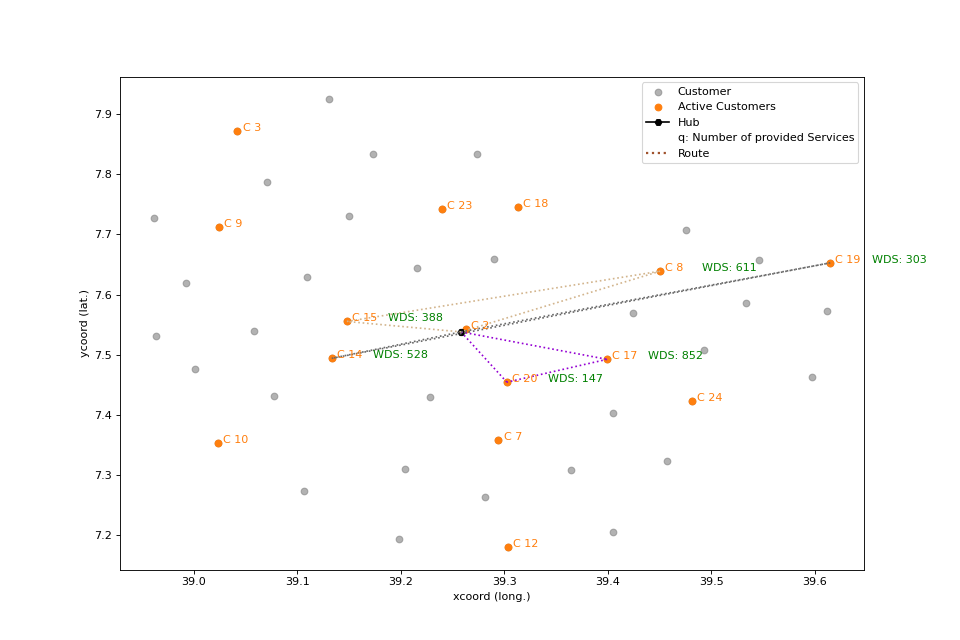 Customer
Active Customers
Hub
q: Number of provided Services
Route
7.9
7.8
7.7
7.6
7.5
7.4
7.3
7.2
ycoord (lat.)
C 3
C 9
C 23
C 18
C 8
WDS: 611
C 19
WDS: 303
C 15
WDS: 388
C 2
C 14
WDS: 528
C 17
WDS: 852
C 20
WDS: 147
C 24
C 10
C 7
C 12
39.0
39.1
39.2
39.3
39.4
39.5
39.6
xcoord (long.)